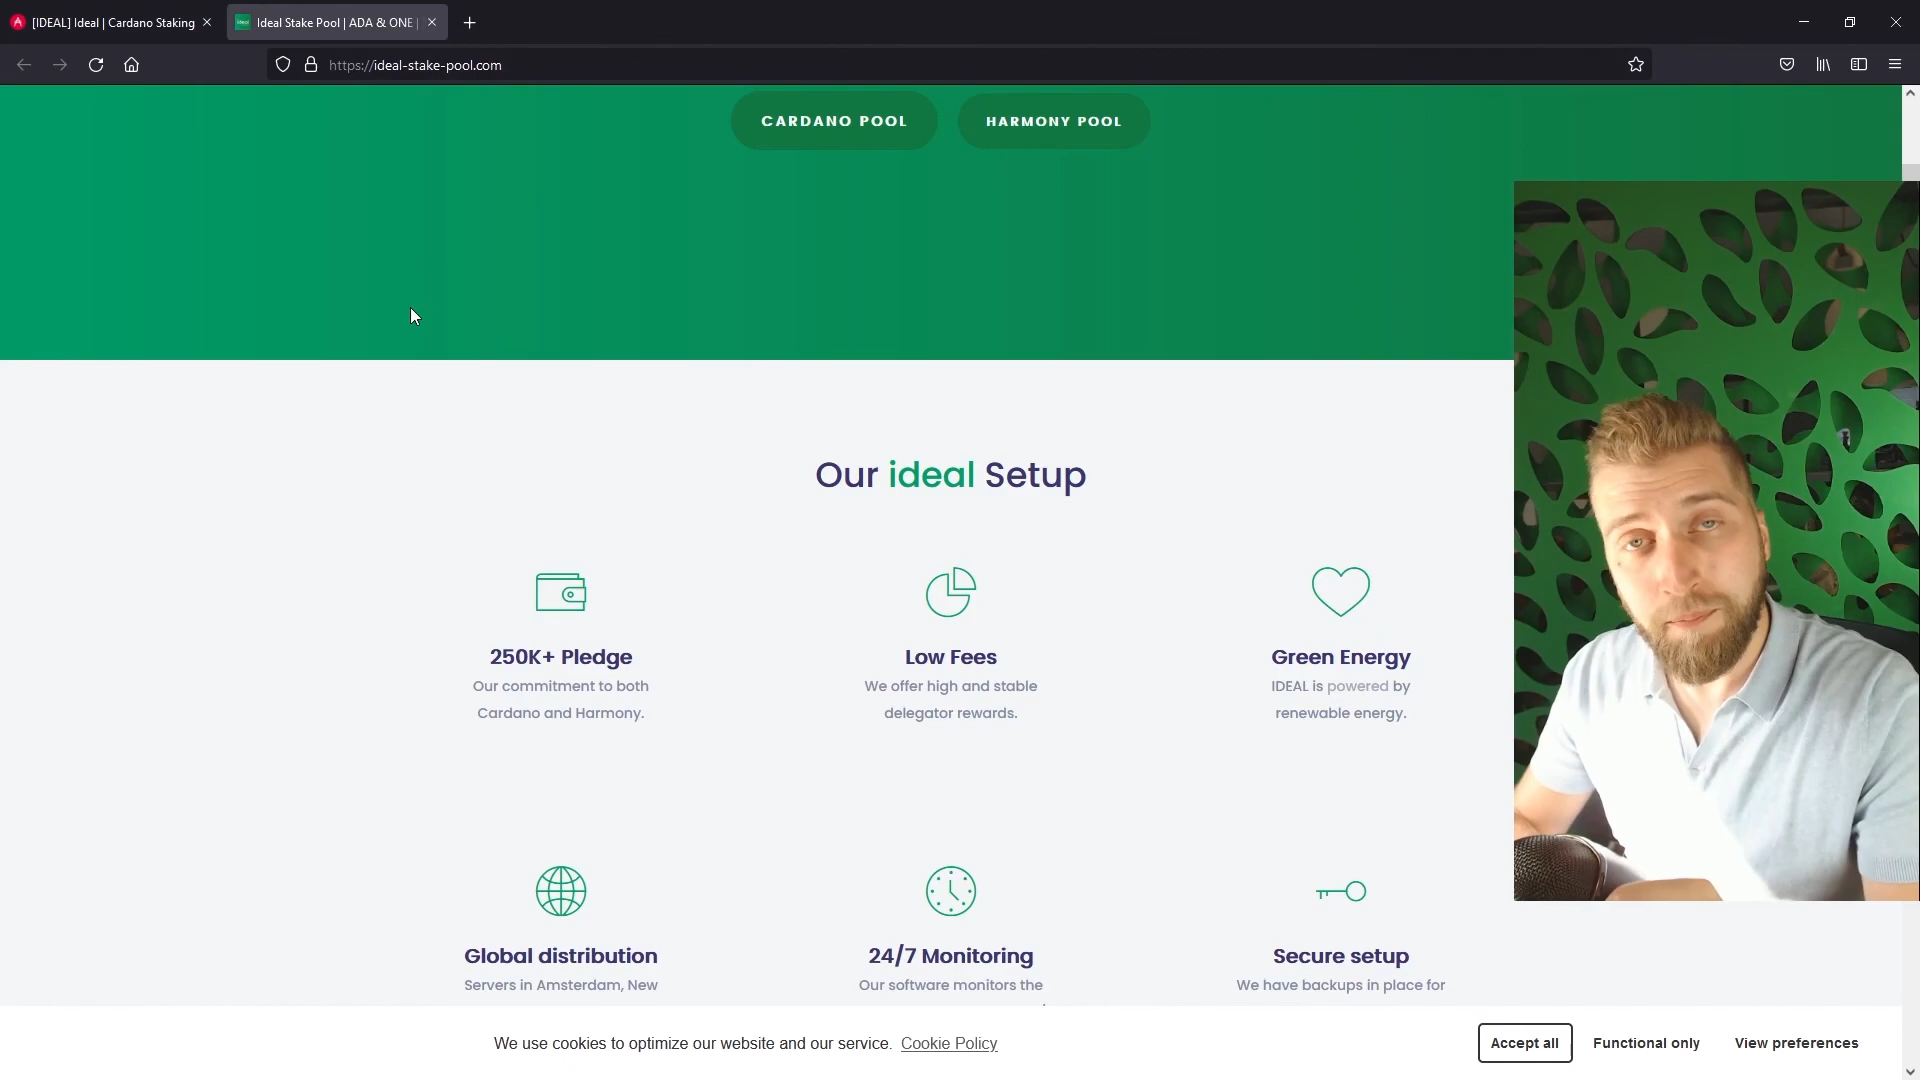 [IDEAL] Ideal | Cardano Staking
Ideal Stake Pool | ADA & ONE |
https://ideal-stake-pool.com
CARDANO POOL
HARMONY POOL
Our ideal Setup
250K+ Pledge
Our commitment to both
Cardano and Harmony.
Low Fees
We offer high and stable
delegator rewards.
Green Energy
IDEAL is powered by
renewable energy.
Global distribution
Servers in Amsterdam, New
24/7 Monitoring
Our software monitors the
Secure setup
We have backups in place for
We use cookies to optimize our website and our service. Cookie Policy
Accept all
Functional only
View preferences